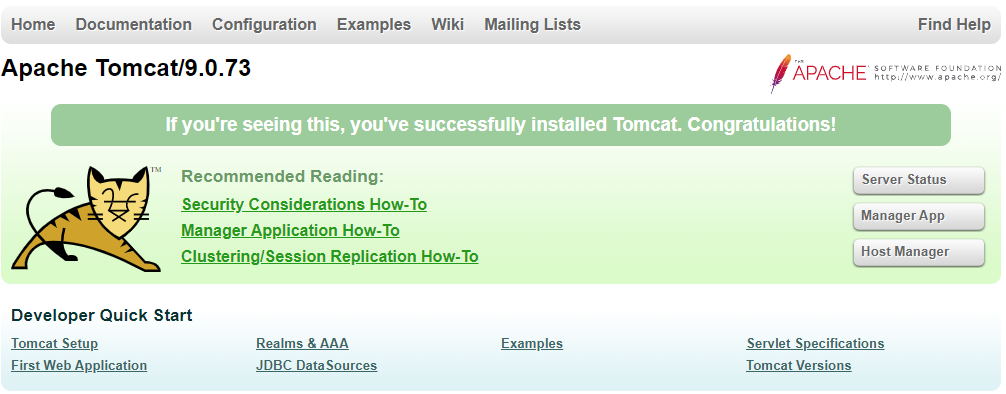 Home Documentation Configuration Examples Wiki Mailing Lists Find Help
Apache Tomcat/9.0.73
THE APACHE SOFTWARE FOUNDATION
http://www.apache.org/
If you're seeing this, you've successfully installed Tomcat. Congratulations!
TM
Recommended Reading:
Security Considerations How-To
Manager Application How-To
Clustering/Session Replication How-To
Server Status
Manager App
Host Manager
Developer Quick Start
Tomcat Setup Realms & AAA Examples Servlet Specifications
First Web Application JDBC DataSources Tomcat Versions